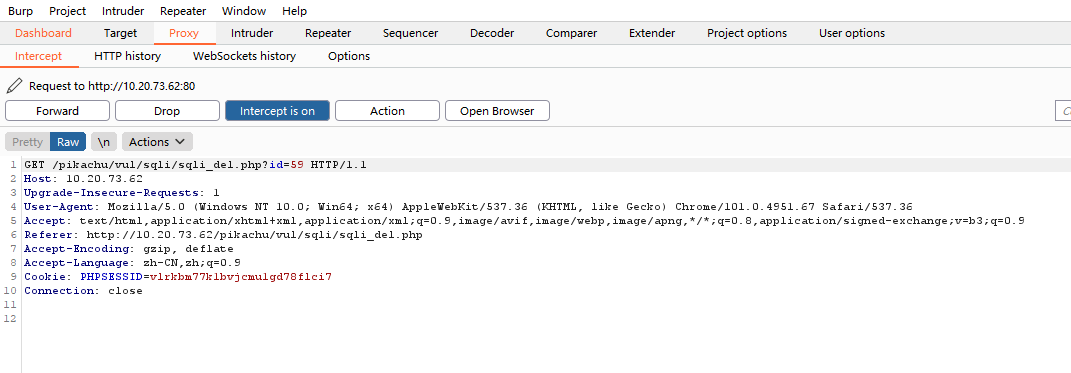 Burp Project Intruder Repeater Window Help
Dashboard Target Proxy Intruder Repeater Sequencer Decoder Comparer Extender Project options User options
Intercept HTTP history WebSockets history Options
Request to http://10.20.73.62:80
Forward Drop Intercept is on Action Open Browser
Pretty Raw \n Actions
1 GET /pikachu/vul/sqli/sqli_del.php?id=59 HTTP/1.1
2 Host: 10.20.73.62
3 Upgrade-Insecure-Requests: 1
4 User-Agent: Mozilla/5.0 (Windows NT 10.0; Win64; x64) AppleWebKit/537.36 (KHTML, like Gecko) Chrome/101.0.4951.67 Safari/537.36
5 Accept: text/html,application/xhtml+xml,application/xml;q=0.9,image/avif,image/webp,image/apng,*/*;q=0.8,application/signed-exchange;v=b3;q=0.9
6 Referer: http://10.20.73.62/pikachu/vul/sqli/sqli_del.php
7 Accept-Encoding: gzip, deflate
8 Accept-Language: zh-CN,zh;q=0.9
9 Cookie: PHPSESSID=vlrkbm77klbvjcmulgd78flci7
10 Connection: close
11
12